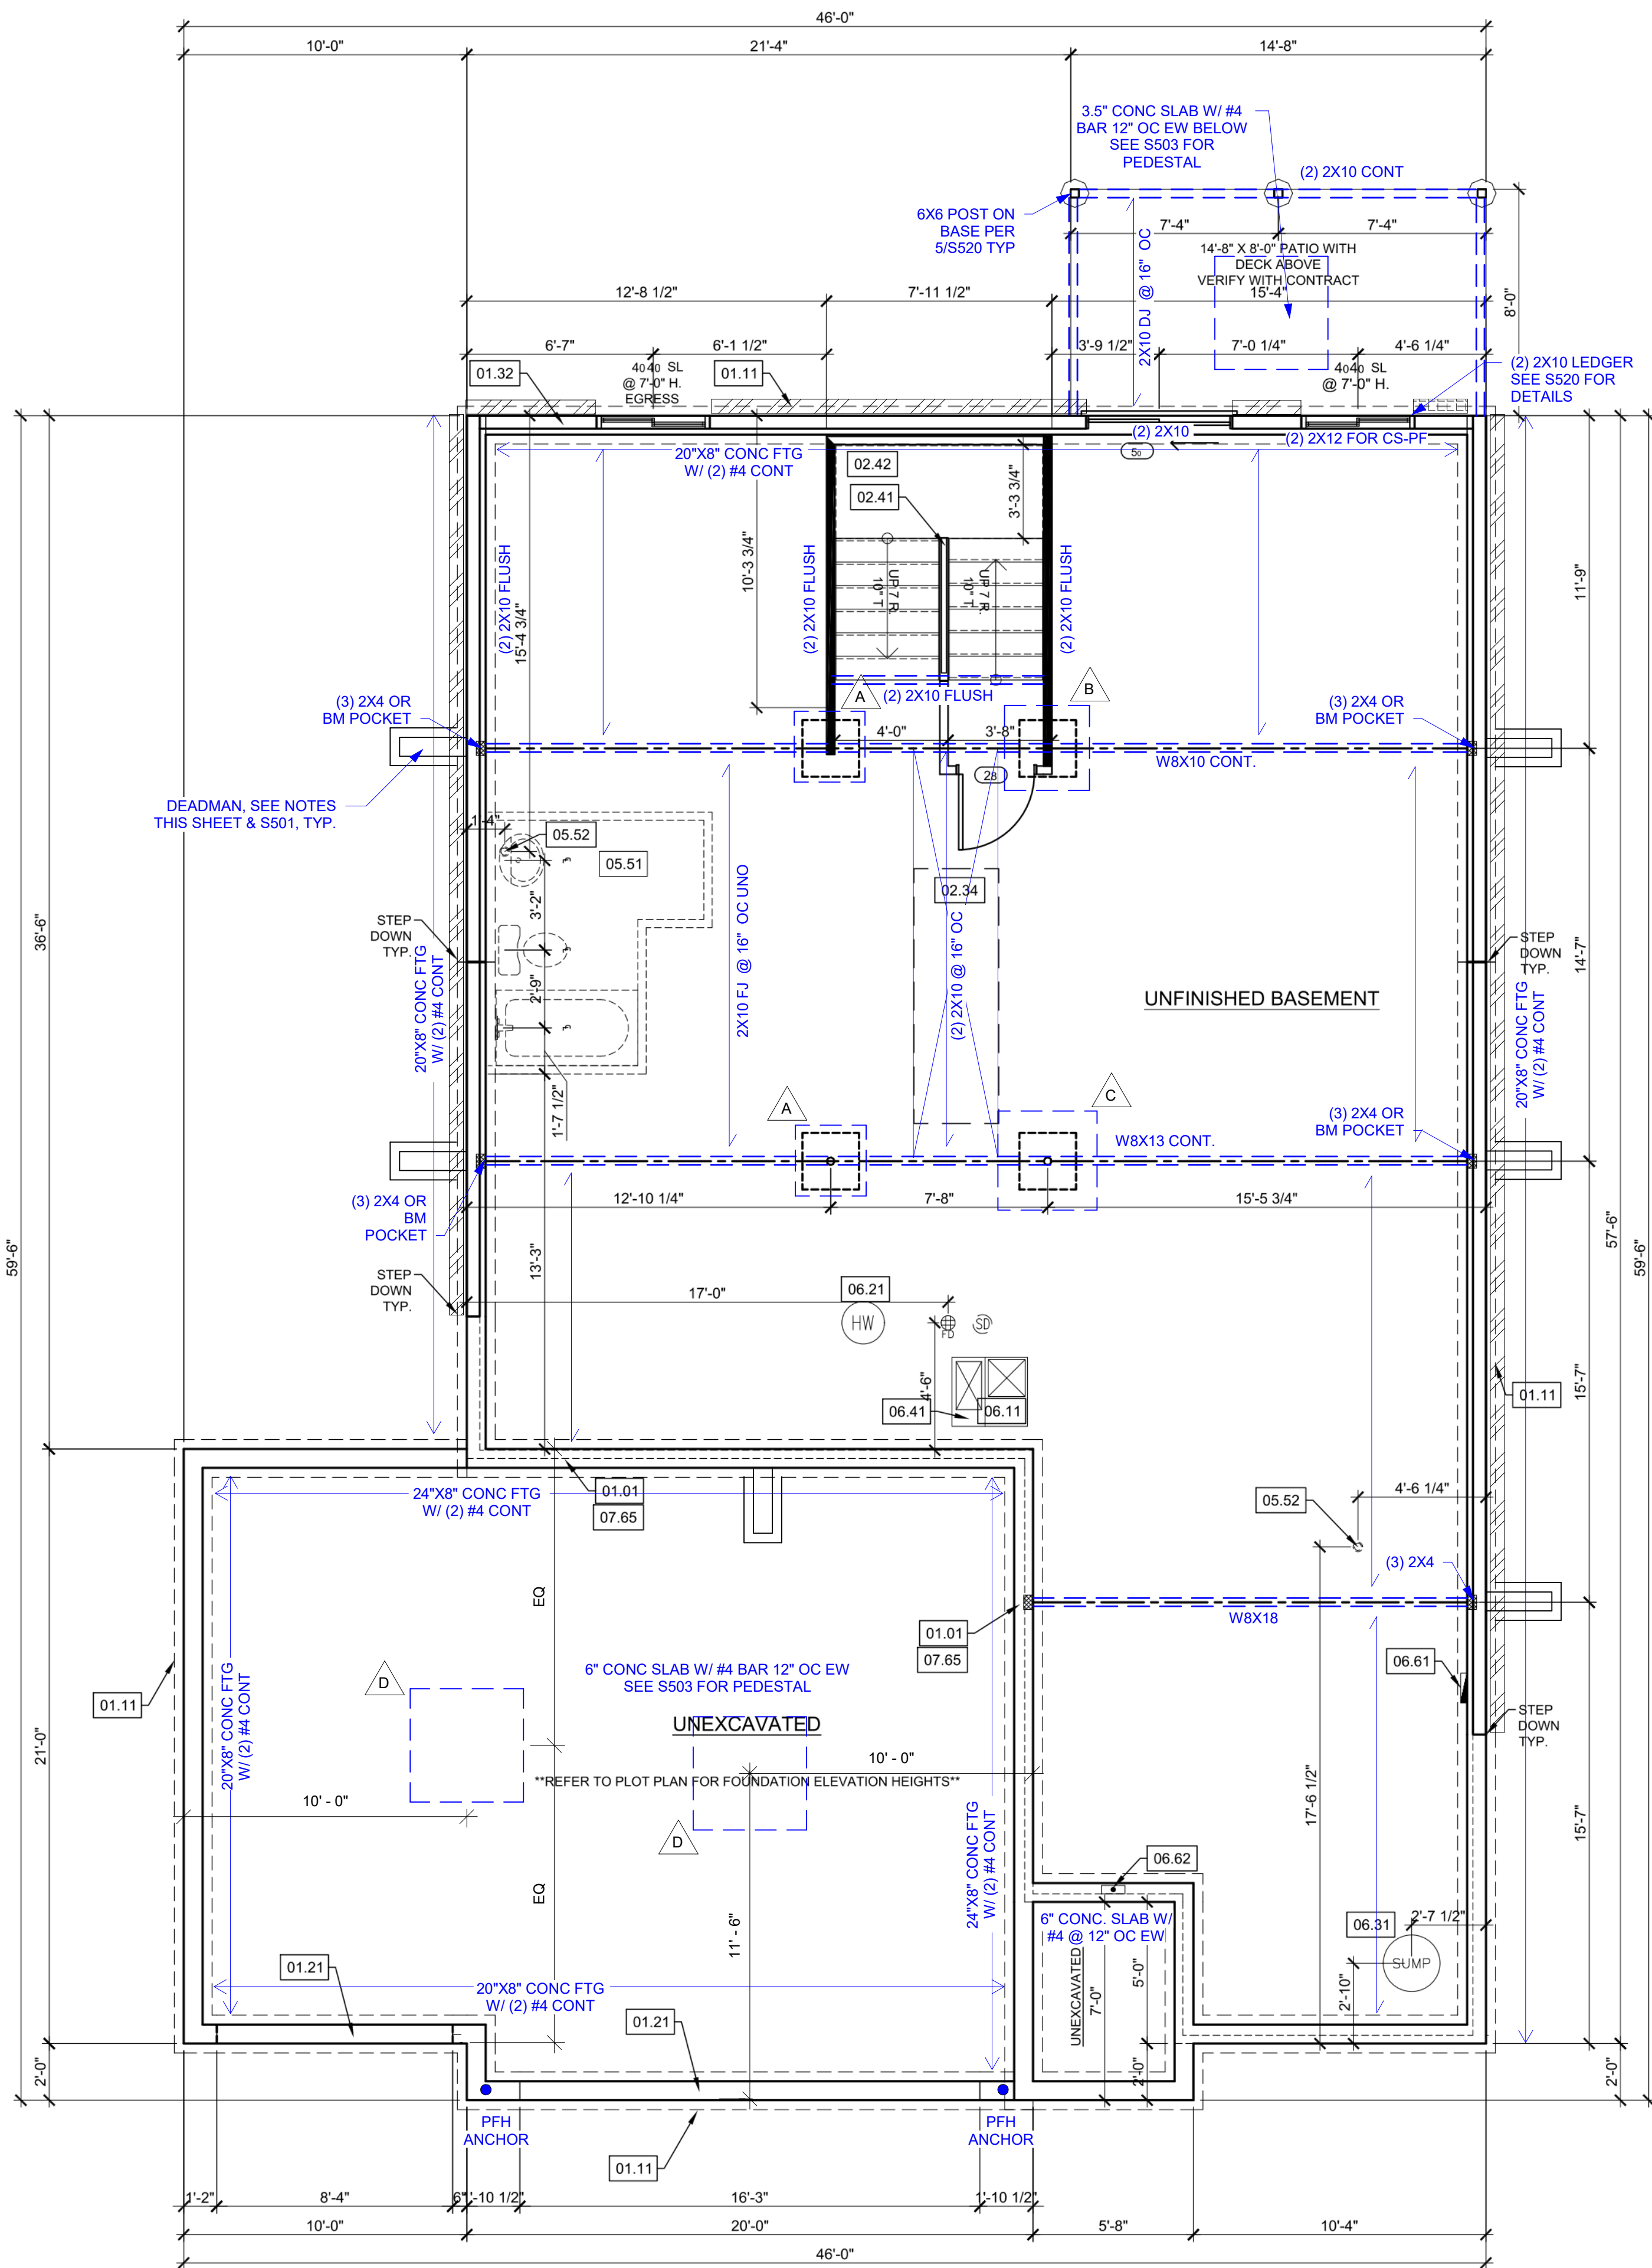 46'-0"
10'-0"
21'-4"
14'-8"
3.5" CONC SLAB W/ #4
BAR 12" OC EW BELOW
SEE S503 FOR
PEDESTAL
(2) 2X10 CONT
6X6 POST ON
BASE PER
5/S520 TYP
7'-4"
7'-4"
2X10 DJ @ 16" OC
14'-8" X 8'-0" PATIO WITH
DECK ABOVE
VERIFY WITH CONTRACT
8'-0"
12'-8 1/2"
7'-11 1/2"
15'-4"
6'-7"
6'-1 1/2"
3'-9 1/2"
7'-0 1/4"
4'-6 1/4"
01.32
4040 SL
@ 7'-0" H.
EGRESS
01.11
4040 SL
@ 7'-0" H.
(2) 2X10 LEDGER
SEE S520 FOR
DETAILS
(2) 2X10
(2) 2X12 FOR CS-PF
50
20"X8" CONC FTG
W/ (2) #4 CONT
02.42
02.41
3'-3 3/4"
11'-9"
(2) 2X10 FLUSH
15'-4 3/4"
10'-3 3/4"
(2) 2X10 FLUSH
UP 7 R.
10" T.
UP 7 R.
10" T.
(2) 2X10 FLUSH
(2) 2X10 FLUSH
A
B
(3) 2X4 OR
BM POCKET
(3) 2X4 OR
BM POCKET
4'-0"
3'-8"
W8X10 CONT.
28
DEADMAN, SEE NOTES
THIS SHEET & S501, TYP.
1'-4"
05.52
05.51
02.34
3'-2"
2'-9"
1'-7 1/2"
2X10 FJ @ 16" OC UNO
(2) 2X10 @ 16" OC
36'-6"
STEP
DOWN
TYP.
20"X8" CONC FTG
W/ (2) #4 CONT
STEP
DOWN
TYP.
14'-7"
UNFINISHED BASEMENT
20"X8" CONC FTG
W/ (2) #4 CONT
A
C
(3) 2X4 OR
BM POCKET
W8X13 CONT.
(3) 2X4 OR
BM
POCKET
12'-10 1/4"
7'-8"
15'-5 3/4"
59'-6"
57'-6"
59'-6"
13'-3"
STEP
DOWN
TYP.
17'-0"
06.21
HW
FD
SD
4'-6"
06.41
06.11
01.11
15'-7"
24"X8" CONC FTG
W/ (2) #4 CONT
01.01
07.65
05.52
4'-6 1/4"
(3) 2X4
EQ
W8X18
01.01
07.65
06.61
6" CONC SLAB W/ #4 BAR 12" OC EW
SEE S503 FOR PEDESTAL
D
01.11
20"X8" CONC FTG
W/ (2) #4 CONT
UNEXCAVATED
STEP
DOWN
TYP.
21'-0"
10' - 0"
**REFER TO PLOT PLAN FOR FOUNDATION ELEVATION HEIGHTS**
10' - 0"
17'-6 1/2"
15'-7"
D
24"X8" CONC FTG
W/ (2) #4 CONT
06.62
EQ
11' - 6"
6" CONC. SLAB W/
#4 @ 12" OC EW
UNEXCAVATED
7'-0"
5'-0"
06.31
2'-7 1/2"
SUMP
2'-10"
01.21
20"X8" CONC FTG
W/ (2) #4 CONT
01.21
2'-0"
2'-0"
2'-0"
PFH
ANCHOR
PFH
ANCHOR
01.11
1'-2"
8'-4"
6"
1'-10 1/2"
16'-3"
1'-10 1/2"
10'-0"
20'-0"
5'-8"
10'-4"
46'-0"